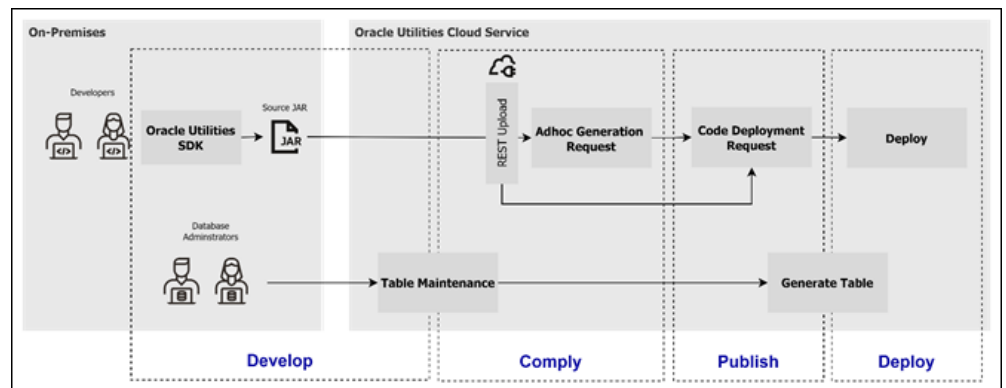 On-Premises
Oracle Utilities Cloud Service
Developers
Source JAR
Oracle Utilities
SDK
JAR
REST Upload
Adhoc Generation
Request
Code Deployment
Request
Deploy
Database
Adminstrators
Table Maintenance
Generate Table
Develop
Comply
Publish
Deploy